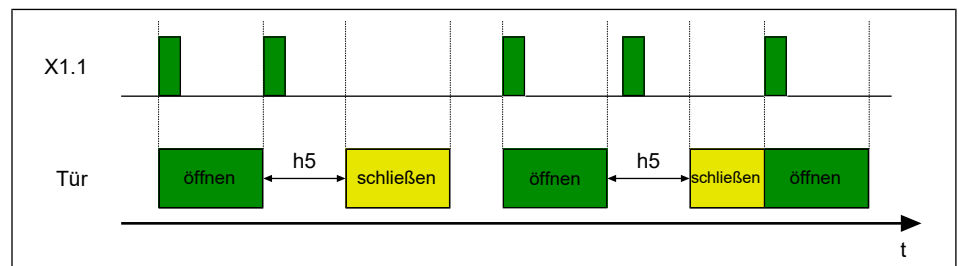 X1.1
h5
h5
Tür
öffnen
schließen
öffnen
schließen
öffnen
t